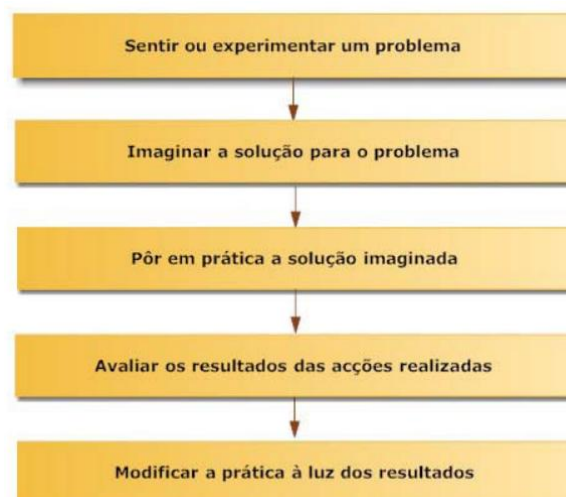 Sentir ou experimentar um problema
Imaginar a solução para o problema
Pôr em prática a solução imaginada
Avaliar os resultados das acções realizadas
Modificar a prática à luz dos resultados